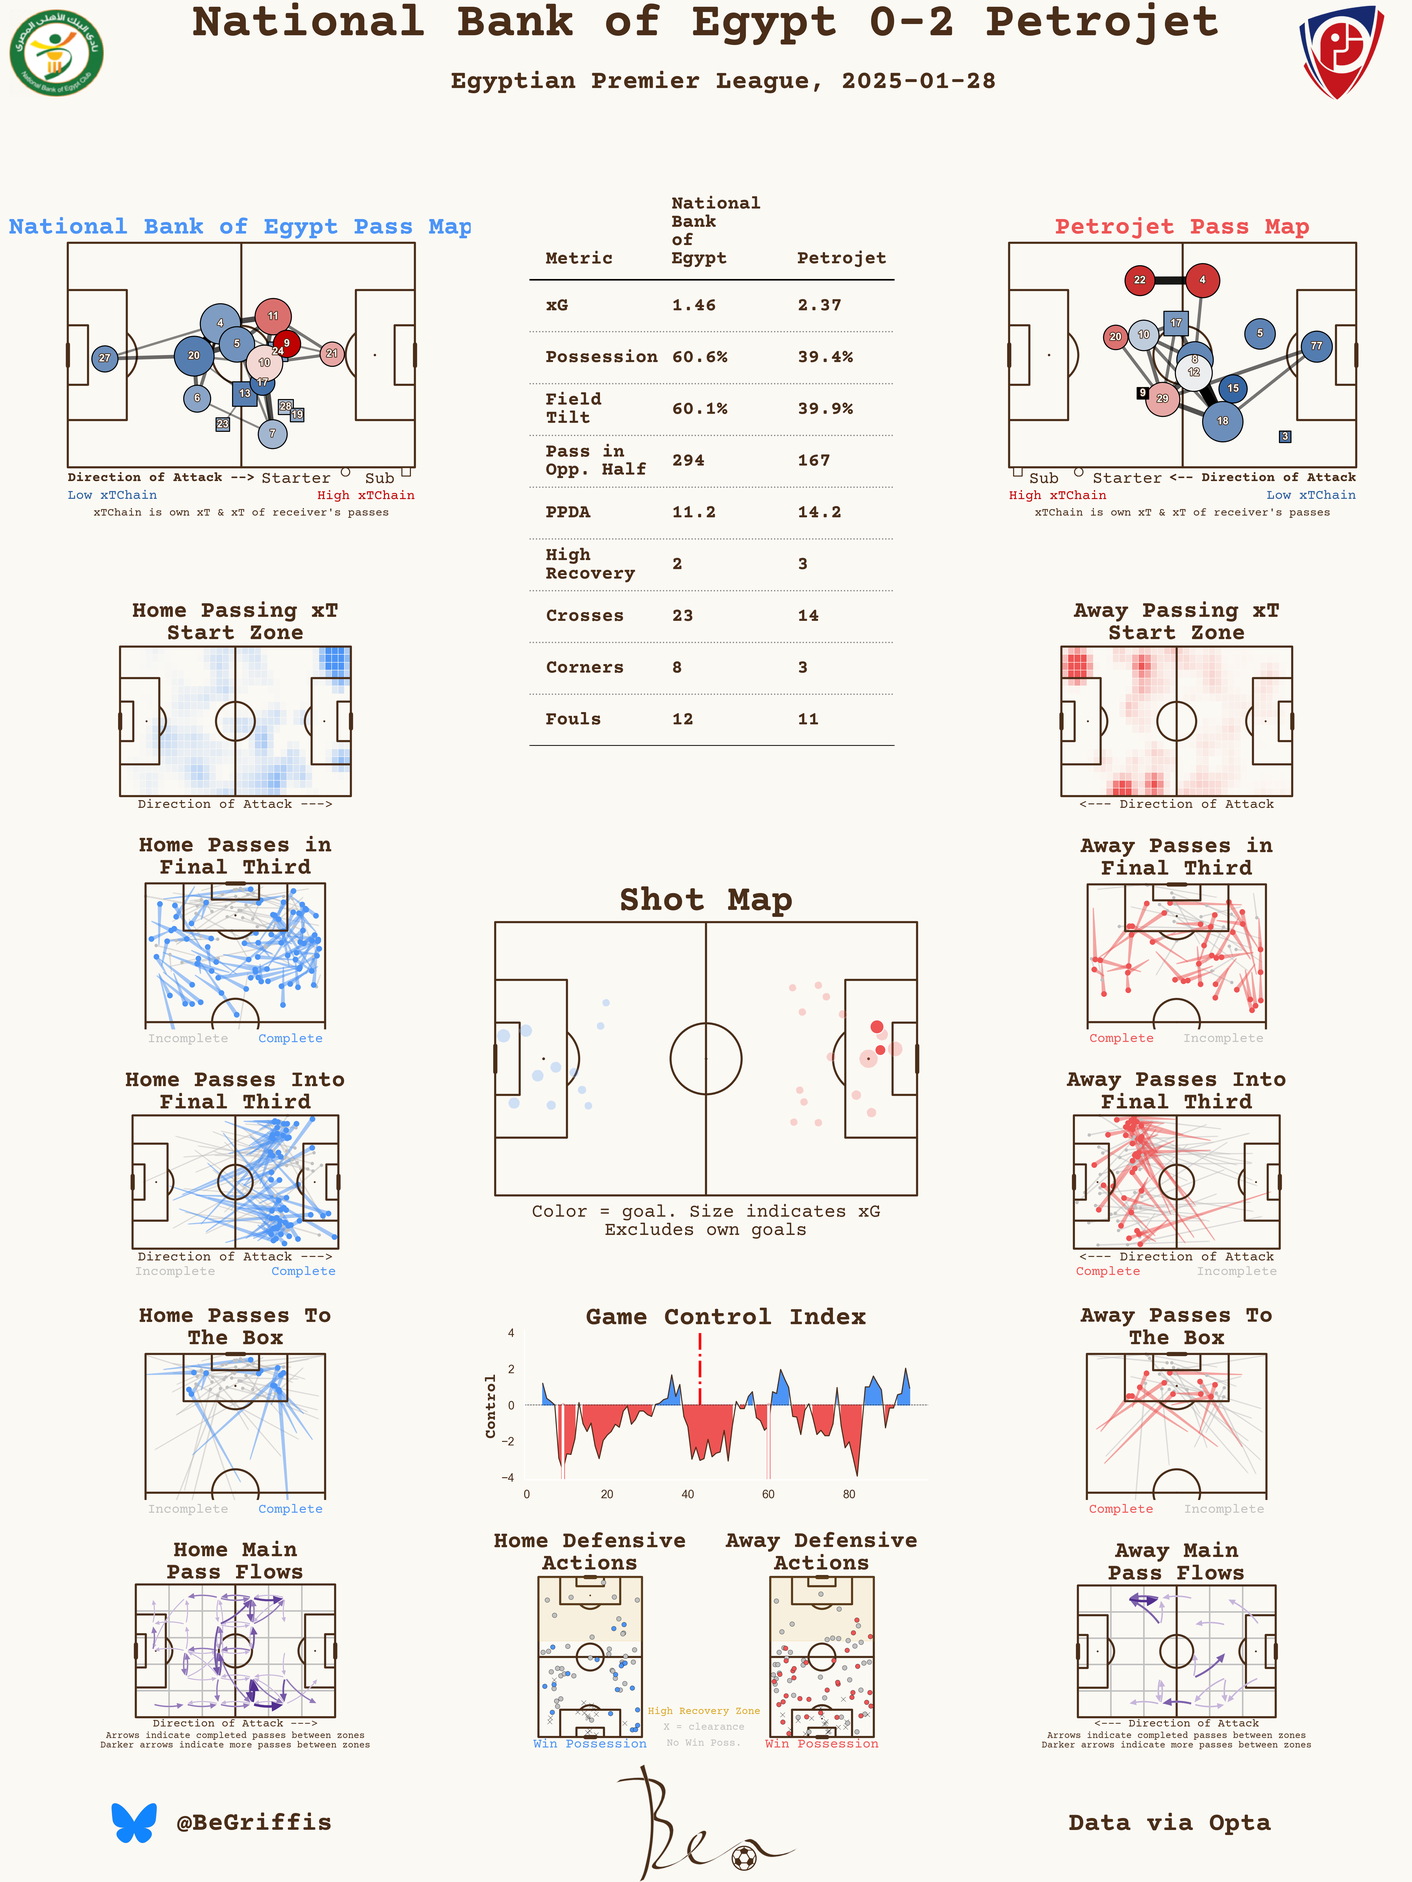 National Bank of Egypt 0-2 Petrojet
Egyptian Premier League, 2025-01-28
نادي البنك الأهلي المصري
National Bank of Egypt Club
National Bank of Egypt Pass Map
27
4
11
5
9
24
21
20
10
17
6
13
28
19
23
7
Direction of Attack --> Starter Sub
Low xTChain High xTChain
xTChain is own xT & xT of receiver's passes
Metric National Bank of Egypt Petrojet
xG 1.46 2.37
Possession 60.6% 39.4%
Field Tilt 60.1% 39.9%
Pass in Opp. Half 294 167
PPDA 11.2 14.2
High Recovery 2 3
Crosses 23 14
Corners 8 3
Fouls 12 11
Petrojet Pass Map
22
4
17
20
10
5
77
8
12
9
29
15
18
3
Sub Starter <-- Direction of Attack
High xTChain Low xTChain
xTChain is own xT & xT of receiver's passes
Home Passing xT
Start Zone
Direction of Attack --->
Away Passing xT
Start Zone
<--- Direction of Attack
Home Passes in
Final Third
Incomplete Complete
Away Passes in
Final Third
Complete Incomplete
Shot Map
Color = goal. Size indicates xG
Excludes own goals
Home Passes Into
Final Third
Direction of Attack --->
Incomplete Complete
Away Passes Into
Final Third
<--- Direction of Attack
Complete Incomplete
Home Passes To
The Box
Incomplete Complete
Game Control Index
Control
4
2
0
−2
−4
0 20 40 60 80
Away Passes To
The Box
Complete Incomplete
Home Main
Pass Flows
Direction of Attack --->
Arrows indicate completed passes between zones
Darker arrows indicate more passes between zones
Home Defensive
Actions
Win Possession
Away Defensive
Actions
Win Possession
High Recovery Zone
X = clearance
No Win Poss.
Away Main
Pass Flows
<--- Direction of Attack
Arrows indicate completed passes between zones
Darker arrows indicate more passes between zones
@BeGriffis
Ben
Data via Opta